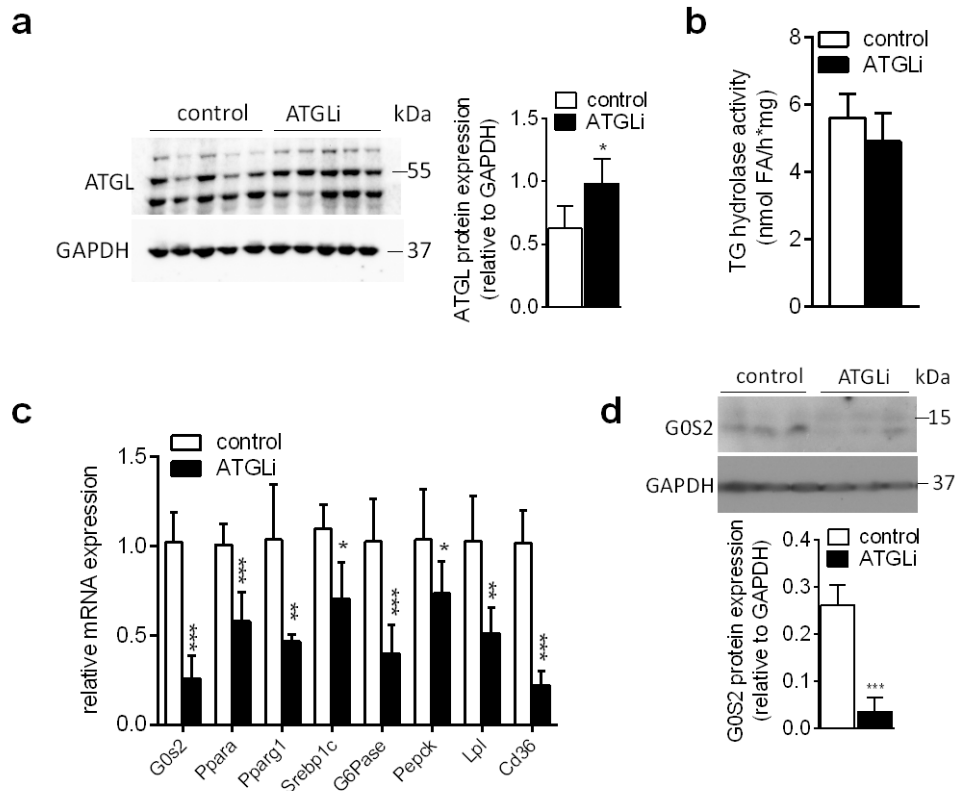 a
control ATGLi kDa
ATGL
55
GAPDH
37
control
ATGLi
ATGL protein expression
(relative to GAPDH)
1.5
1.0
0.5
0.0
*
b
control
ATGLi
TG hydrolase activity
(nmol FA/h*mg)
8
6
4
2
0
c
control
ATGLi
relative mRNA expression
1.5
1.0
0.5
0.0
*** *** ** * *** * ** ***
G0s2 Ppara Pparg1 Srebp1c G6Pase Pepck Lpl Cd36
d
control ATGLi kDa
G0S2
15
GAPDH
37
control
ATGLi
G0S2 protein expression
(relative to GAPDH)
0.4
0.3
0.2
0.1
0.0
***